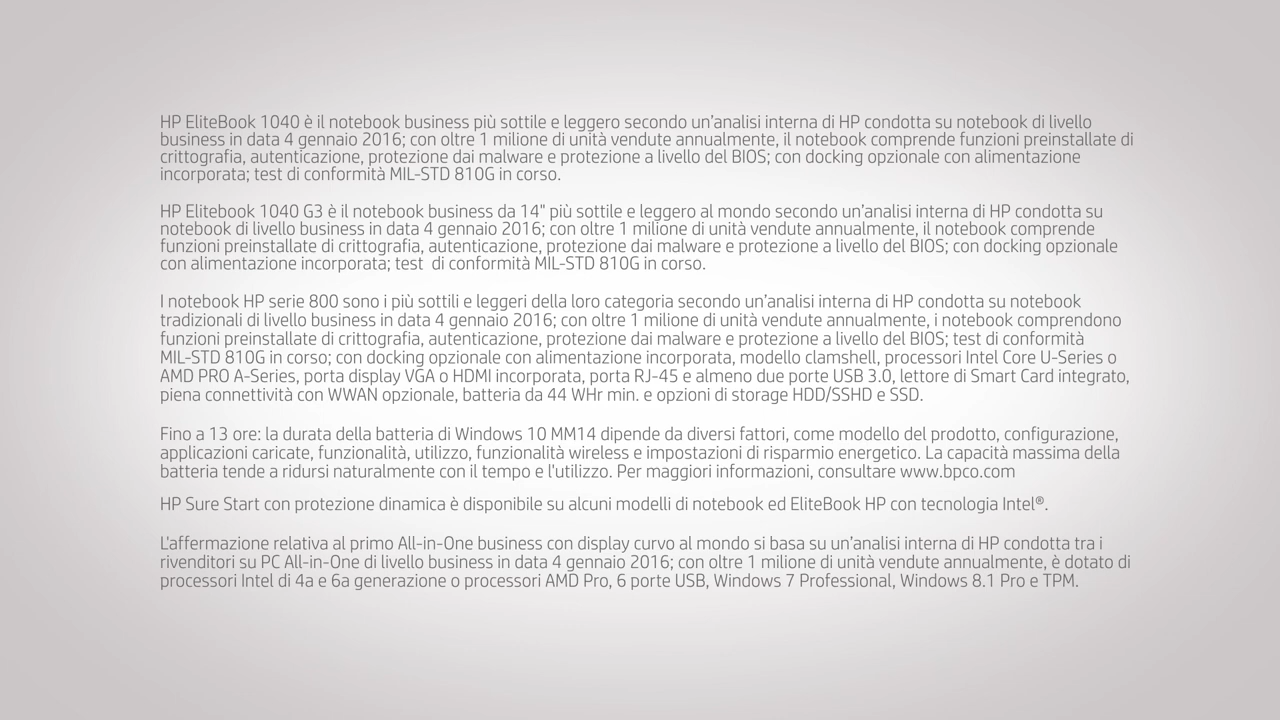 HP EliteBook 1040 è il notebook business più sottile e leggero secondo un'analisi interna di HP condotta su notebook di livello
business in data 4 gennaio 2016; con oltre 1 milione di unità vendute annualmente, il notebook comprende funzioni preinstallate di
crittografia, autenticazione, protezione dai malware e protezione a livello del BIOS; con docking opzionale con alimentazione
incorporata; test di conformità MIL-STD 810G in corso.
HP Elitebook 1040 G3 è il notebook business da 14" più sottile e leggero al mondo secondo un'analisi interna di HP condotta su
notebook di livello business in data 4 gennaio 2016; con oltre 1 milione di unità vendute annualmente, il notebook comprende
funzioni preinstallate di crittografia, autenticazione, protezione dai malware e protezione a livello del BIOS; con docking opzionale
con alimentazione incorporata; test  di conformità MIL-STD 810G in corso.
I notebook HP serie 800 sono i più sottili e leggeri della loro categoria secondo un'analisi interna di HP condotta su notebook
tradizionali di livello business in data 4 gennaio 2016; con oltre 1 milione di unità vendute annualmente, i notebook comprendono
funzioni preinstallate di crittografia, autenticazione, protezione dai malware e protezione a livello del BIOS; test di conformità
MIL-STD 810G in corso; con docking opzionale con alimentazione incorporata, modello clamshell, processori Intel Core U-Series o
AMD PRO A-Series, porta display VGA o HDMI incorporata, porta RJ-45 e almeno due porte USB 3.0, lettore di Smart Card integrato,
piena connettività con WWAN opzionale, batteria da 44 WHr min. e opzioni di storage HDD/SSHD e SSD.
Fino a 13 ore: la durata della batteria di Windows 10 MM14 dipende da diversi fattori, come modello del prodotto, configurazione,
applicazioni caricate, funzionalità, utilizzo, funzionalità wireless e impostazioni di risparmio energetico. La capacità massima della
batteria tende a ridursi naturalmente con il tempo e l'utilizzo. Per maggiori informazioni, consultare www.bpco.com
HP Sure Start con protezione dinamica è disponibile su alcuni modelli di notebook ed EliteBook HP con tecnologia Intel®.
L'affermazione relativa al primo All-in-One business con display curvo al mondo si basa su un'analisi interna di HP condotta tra i
rivenditori su PC All-in-One di livello business in data 4 gennaio 2016; con oltre 1 milione di unità vendute annualmente, è dotato di
processori Intel di 4a e 6a generazione o processori AMD Pro, 6 porte USB, Windows 7 Professional, Windows 8.1 Pro e TPM.